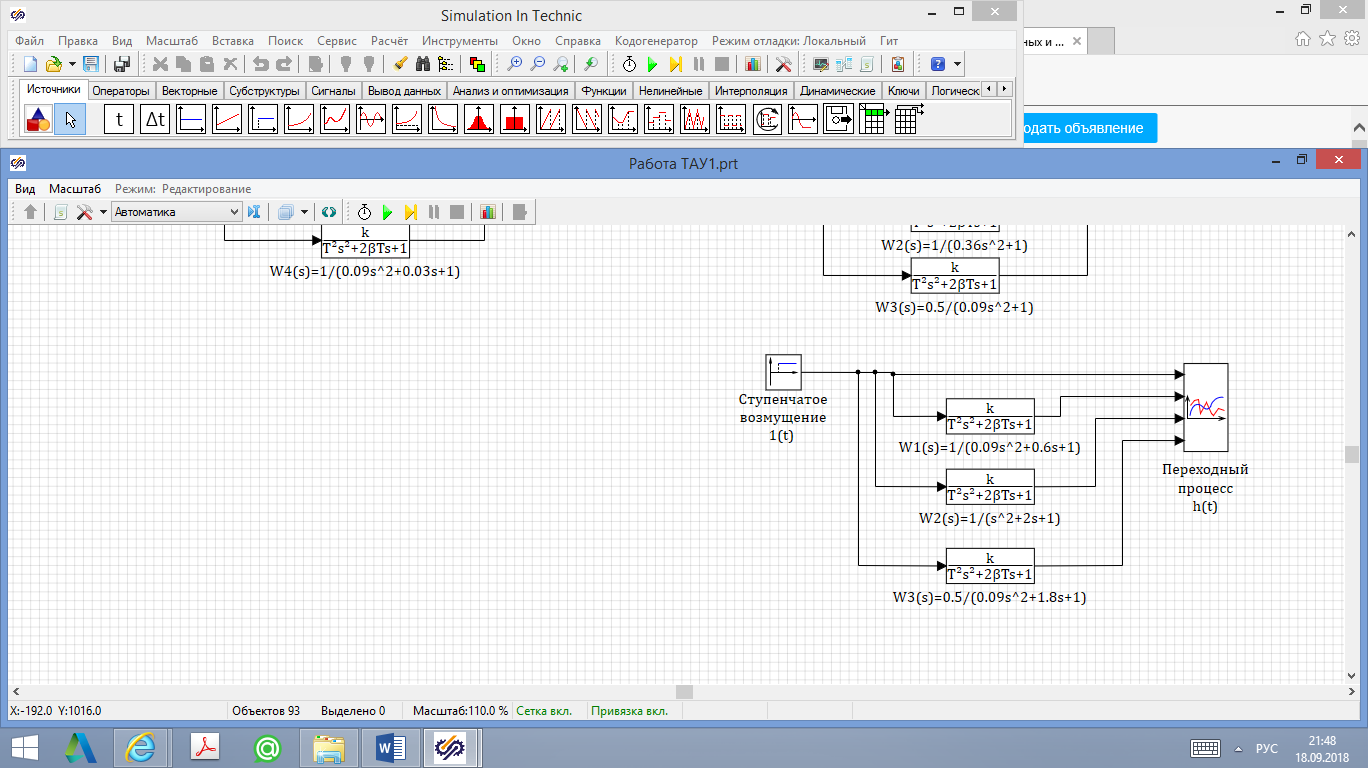 Simulation In Technic
Файл Правка Вид Масштаб Вставка Поиск Сервис Расчёт Инструменты Окно Справка Кодогенератор Режим отладки: Локальный Гит
ных и ...
Источники Операторы Векторные Субструктуры Сигналы Вывод данных Анализ и оптимизация Функции Нелинейные Интерполяция Динамические Ключи Логическ
t Δt
одать объявление
Работа ТАУ1.prt
Вид Масштаб Режим: Редактирование
Автоматика
k
T²s²+2βTs+1
W4(s)=1/(0.09s^2+0.03s+1)
T²s²+2βTs+1
W2(s)=1/(0.36s^2+1)
k
T²s²+2βTs+1
W3(s)=0.5/(0.09s^2+1)
Ступенчатое
возмущение
1(t)
k
T²s²+2βTs+1
W1(s)=1/(0.09s^2+0.6s+1)
k
T²s²+2βTs+1
W2(s)=1/(s^2+2s+1)
k
T²s²+2βTs+1
W3(s)=0.5/(0.09s^2+1.8s+1)
Переходный
процесс
h(t)
X:-192.0 Y:1016.0 Объектов 93 Выделено 0 Масштаб:110.0 % Сетка вкл. Привязка вкл.
РУС
21:48
18.09.2018